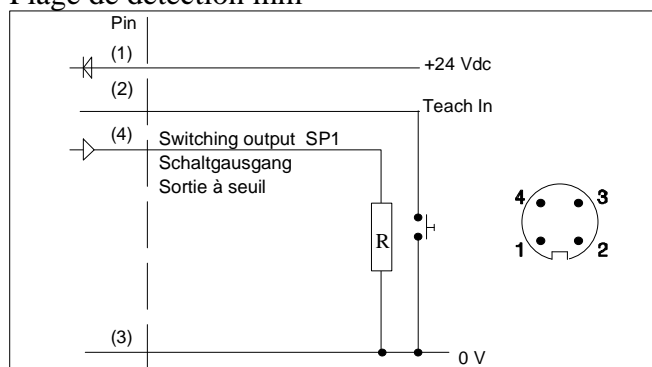 Plage de détection mm
Pin
(1)
+24 Vdc
(2)
Teach In
(4)
Switching output SP1
Schaltgausgang
Sortie à seuil
R
4 3
1 2
(3)
0 V